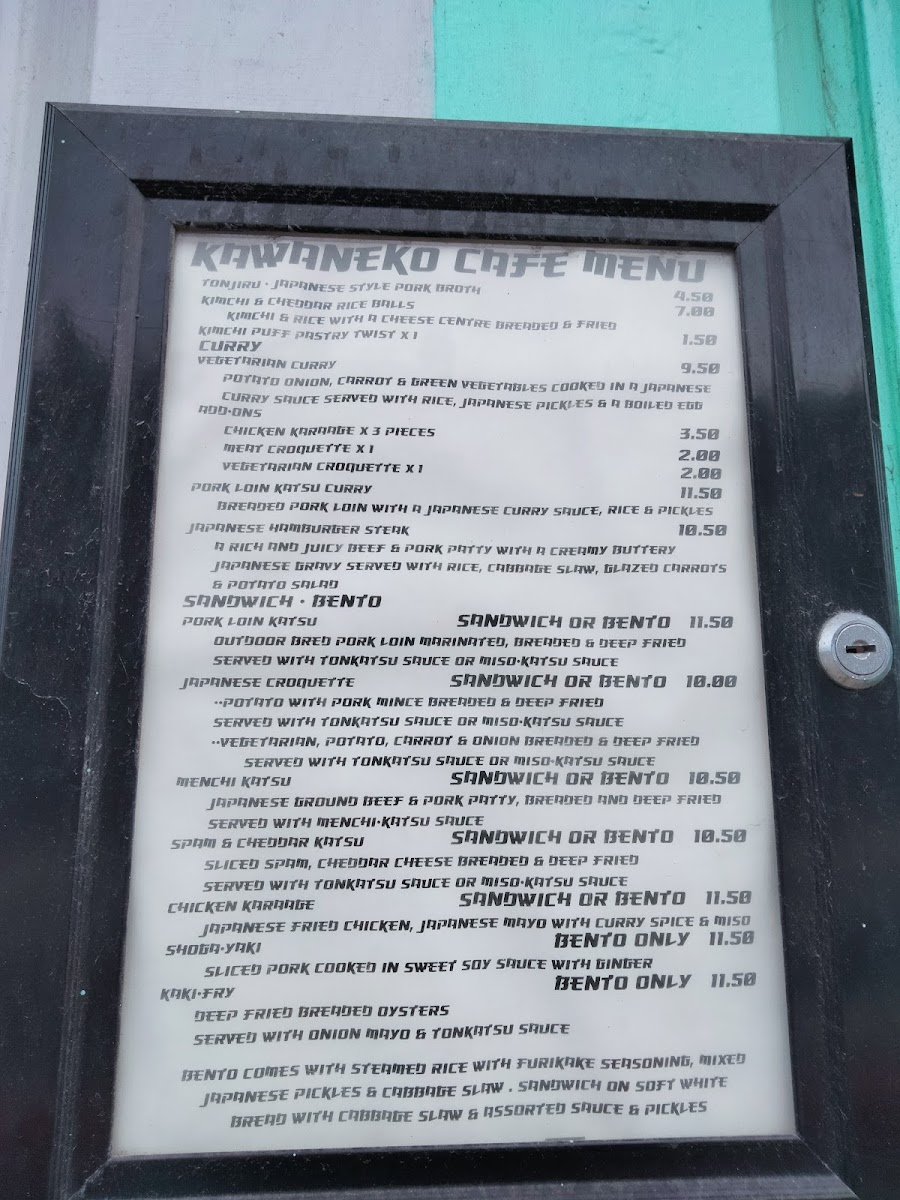 KAWANEKO CAFE MENU
TONJIRU - JAPANESE STYLE PORK BROTH 4.50
KIMCHI & CHEDDAR RICE BALLS 7.00
KIMCHI & RICE WITH A CHEESE CENTRE BREADED & FRIED
KIMCHI PUFF PASTRY TWIST X 1 1.50
CURRY
VEGETARIAN CURRY 9.50
POTATO ONION, CARROT & GREEN VEGETABLES COOKED IN A JAPANESE
CURRY SAUCE SERVED WITH RICE, JAPANESE PICKLES & A BOILED EGG
ADD-ONS
CHICKEN KARAAGE X 3 PIECES 3.50
MEAT CROQUETTE X 1 2.00
VEGETARIAN CROQUETTE X 1 2.00
PORK LOIN KATSU CURRY 11.50
BREADED PORK LOIN WITH A JAPANESE CURRY SAUCE, RICE & PICKLES
JAPANESE HAMBURGER STEAK 10.50
A RICH AND JUICY BEEF & PORK PATTY WITH A CREAMY BUTTERY
JAPANESE GRAVY SERVED WITH RICE, CABBAGE SLAW, GLAZED CARROTS
& POTATO SALAD
SANDWICH - BENTO
PORK LOIN KATSU SANDWICH OR BENTO 11.50
OUTDOOR BRED PORK LOIN MARINATED, BREADED & DEEP FRIED
SERVED WITH TONKATSU SAUCE OR MISO-KATSU SAUCE
JAPANESE CROQUETTE SANDWICH OR BENTO 10.00
--POTATO WITH PORK MINCE BREADED & DEEP FRIED
SERVED WITH TONKATSU SAUCE OR MISO-KATSU SAUCE
--VEGETARIAN, POTATO, CARROT & ONION BREADED & DEEP FRIED
SERVED WITH TONKATSU SAUCE OR MISO-KATSU SAUCE
MENCHI KATSU SANDWICH OR BENTO 10.50
JAPANESE GROUND BEEF & PORK PATTY, BREADED AND DEEP FRIED
SERVED WITH MENCHI-KATSU SAUCE
SPAM & CHEDDAR KATSU SANDWICH OR BENTO 10.50
SLICED SPAM, CHEDDAR CHEESE BREADED & DEEP FRIED
SERVED WITH TONKATSU SAUCE OR MISO-KATSU SAUCE
CHICKEN KARAAGE SANDWICH OR BENTO 11.50
JAPANESE FRIED CHICKEN, JAPANESE MAYO WITH CURRY SPICE & MISO
SHOGA-YAKI BENTO ONLY 11.50
SLICED PORK COOKED IN SWEET SOY SAUCE WITH GINGER
KAKI-FRY BENTO ONLY 11.50
DEEP FRIED BREADED OYSTERS
SERVED WITH ONION MAYO & TONKATSU SAUCE
BENTO COMES WITH STEAMED RICE WITH FURIKAKE SEASONING, MIXED
JAPANESE PICKLES & CABBAGE SLAW . SANDWICH ON SOFT WHITE
BREAD WITH CABBAGE SLAW & ASSORTED SAUCE & PICKLES